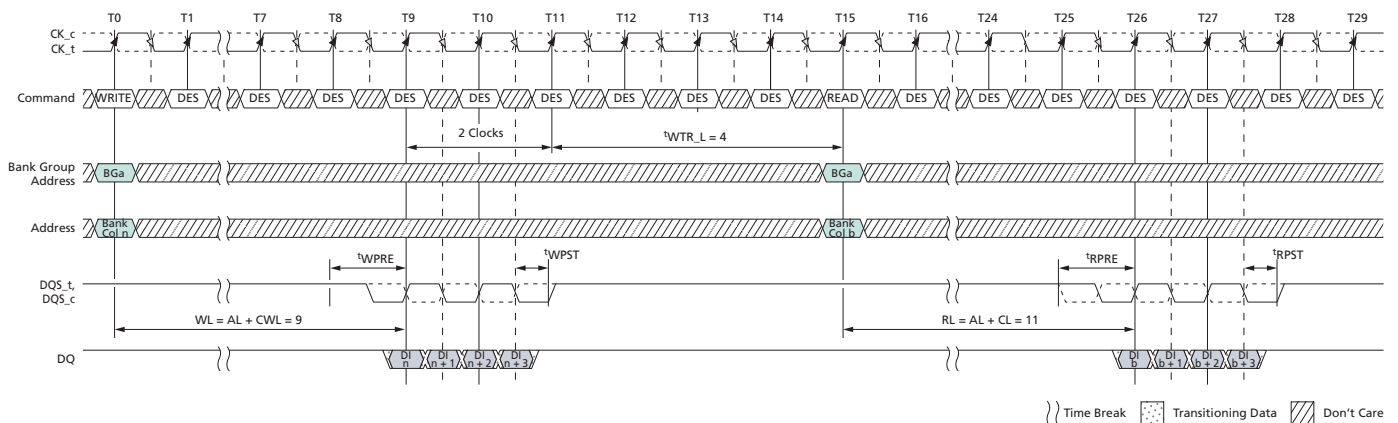 T0 T1 T7 T8 T9 T10 T11 T12 T13 T14 T15 T16 T24 T25 T26 T27 T28 T29
CK_c
CK_t
Command WRITE DES DES DES DES DES DES DES DES DES READ DES DES DES DES DES DES DES
2 Clocks tWTR_L = 4
Bank Group
Address BGa BGa
Address Bank
Col n Bank
Col b
tWPRE tWPST tRPRE tRPST
DQS_t,
DQS_c
WL = AL + CWL = 9 RL = AL + CL = 11
DQ DI
n DI
n + 1 DI
n + 2 DI
n + 3 DI
b DI
b + 1 DI
b + 2 DI
b + 3
Time Break Transitioning Data Don't Care